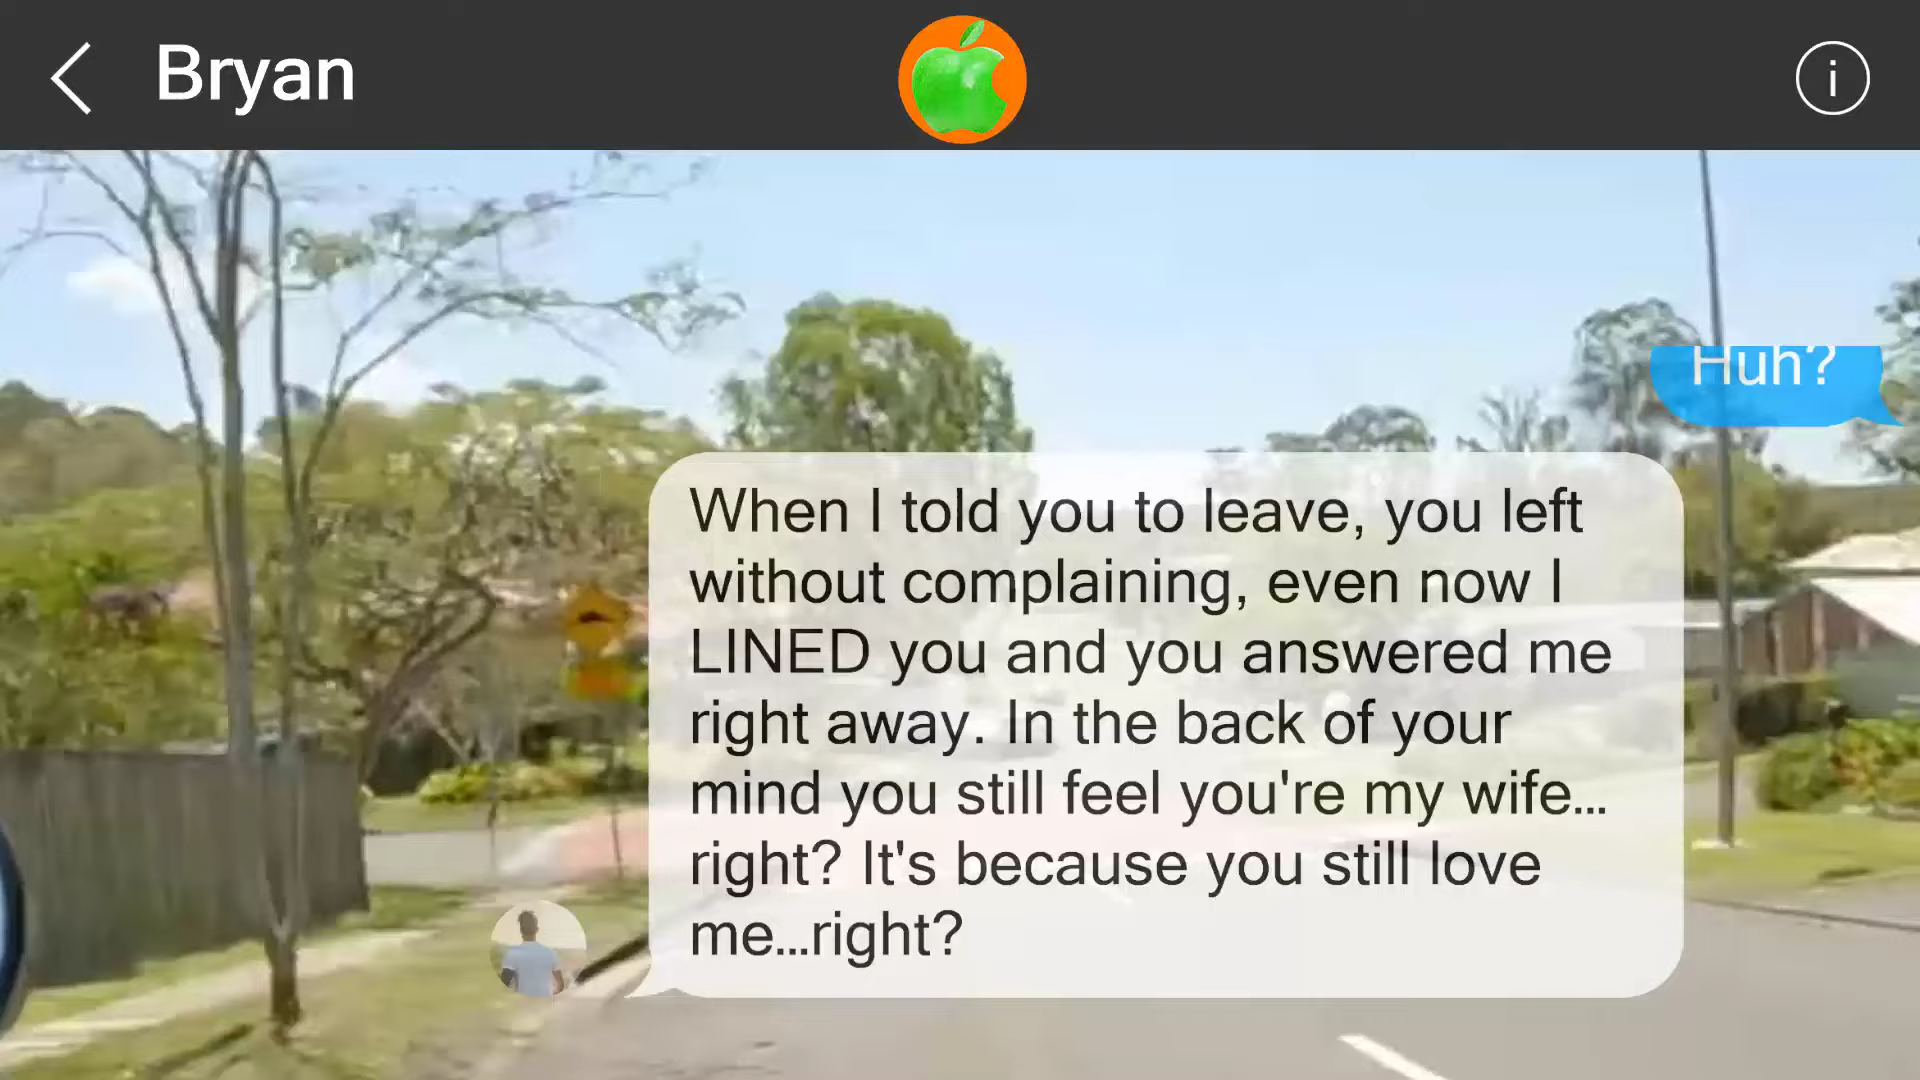 Bryan
i
Huh?
When I told you to leave, you left
without complaining, even now I
LINED you and you answered me
right away. In the back of your
mind you still feel you're my wife...
right? It's because you still love
me...right?